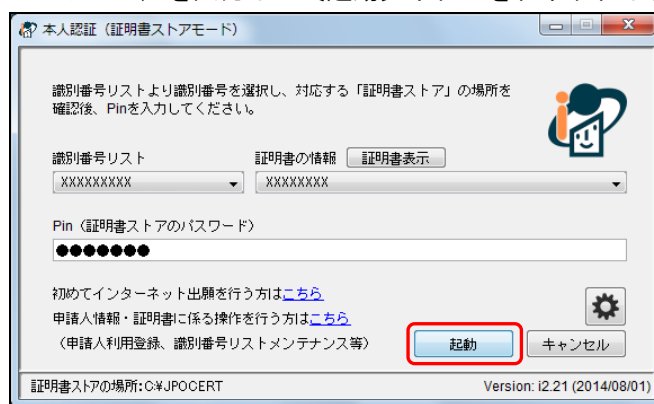 本人認証（証明書ストアモード）
識別番号リストより識別番号を選択し、対応する「証明書ストア」の場所を
確認後、Pinを入力してください。
識別番号リスト 証明書の情報 証明書表示
XXXXXXXXX XXXXXXXX
Pin（証明書ストアのパスワード）
●●●●●●●
初めてインターネット出願を行う方はこちら
申請人情報・証明書に係る操作を行う方はこちら
（申請人利用登録、識別番号リストメンテナンス等） 起動 キャンセル
証明書ストアの場所:C:¥JPOCERT Version: i2.21 (2014/08/01)